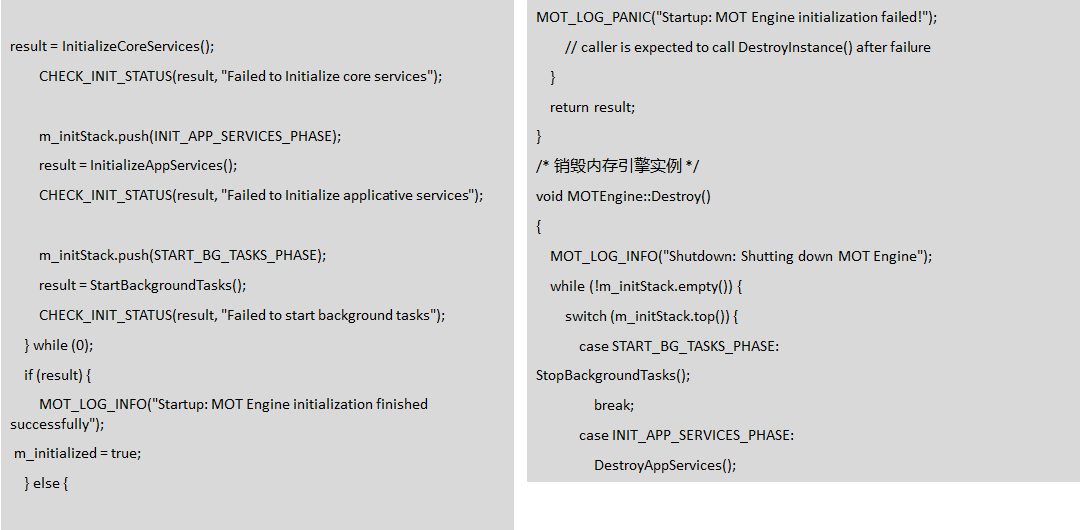 result = InitializeCoreServices();
CHECK_INIT_STATUS(result, "Failed to Initialize core services");
m_initStack.push(INIT_APP_SERVICES_PHASE);
result = InitializeAppServices();
CHECK_INIT_STATUS(result, "Failed to Initialize applicative services");
m_initStack.push(START_BG_TASKS_PHASE);
result = StartBackgroundTasks();
CHECK_INIT_STATUS(result, "Failed to start background tasks");
} while (0);
if (result) {
MOT_LOG_INFO("Startup: MOT Engine initialization finished
successfully");
m_initialized = true;
} else {
MOT_LOG_PANIC("Startup: MOT Engine initialization failed!");
// caller is expected to call DestroyInstance() after failure
}
return result;
}
/* 销毁内存引擎实例 */
void MOTEngine::Destroy()
{
MOT_LOG_INFO("Shutdown: Shutting down MOT Engine");
while (!m_initStack.empty()) {
switch (m_initStack.top()) {
case START_BG_TASKS_PHASE:
StopBackgroundTasks();
break;
case INIT_APP_SERVICES_PHASE:
DestroyAppServices();